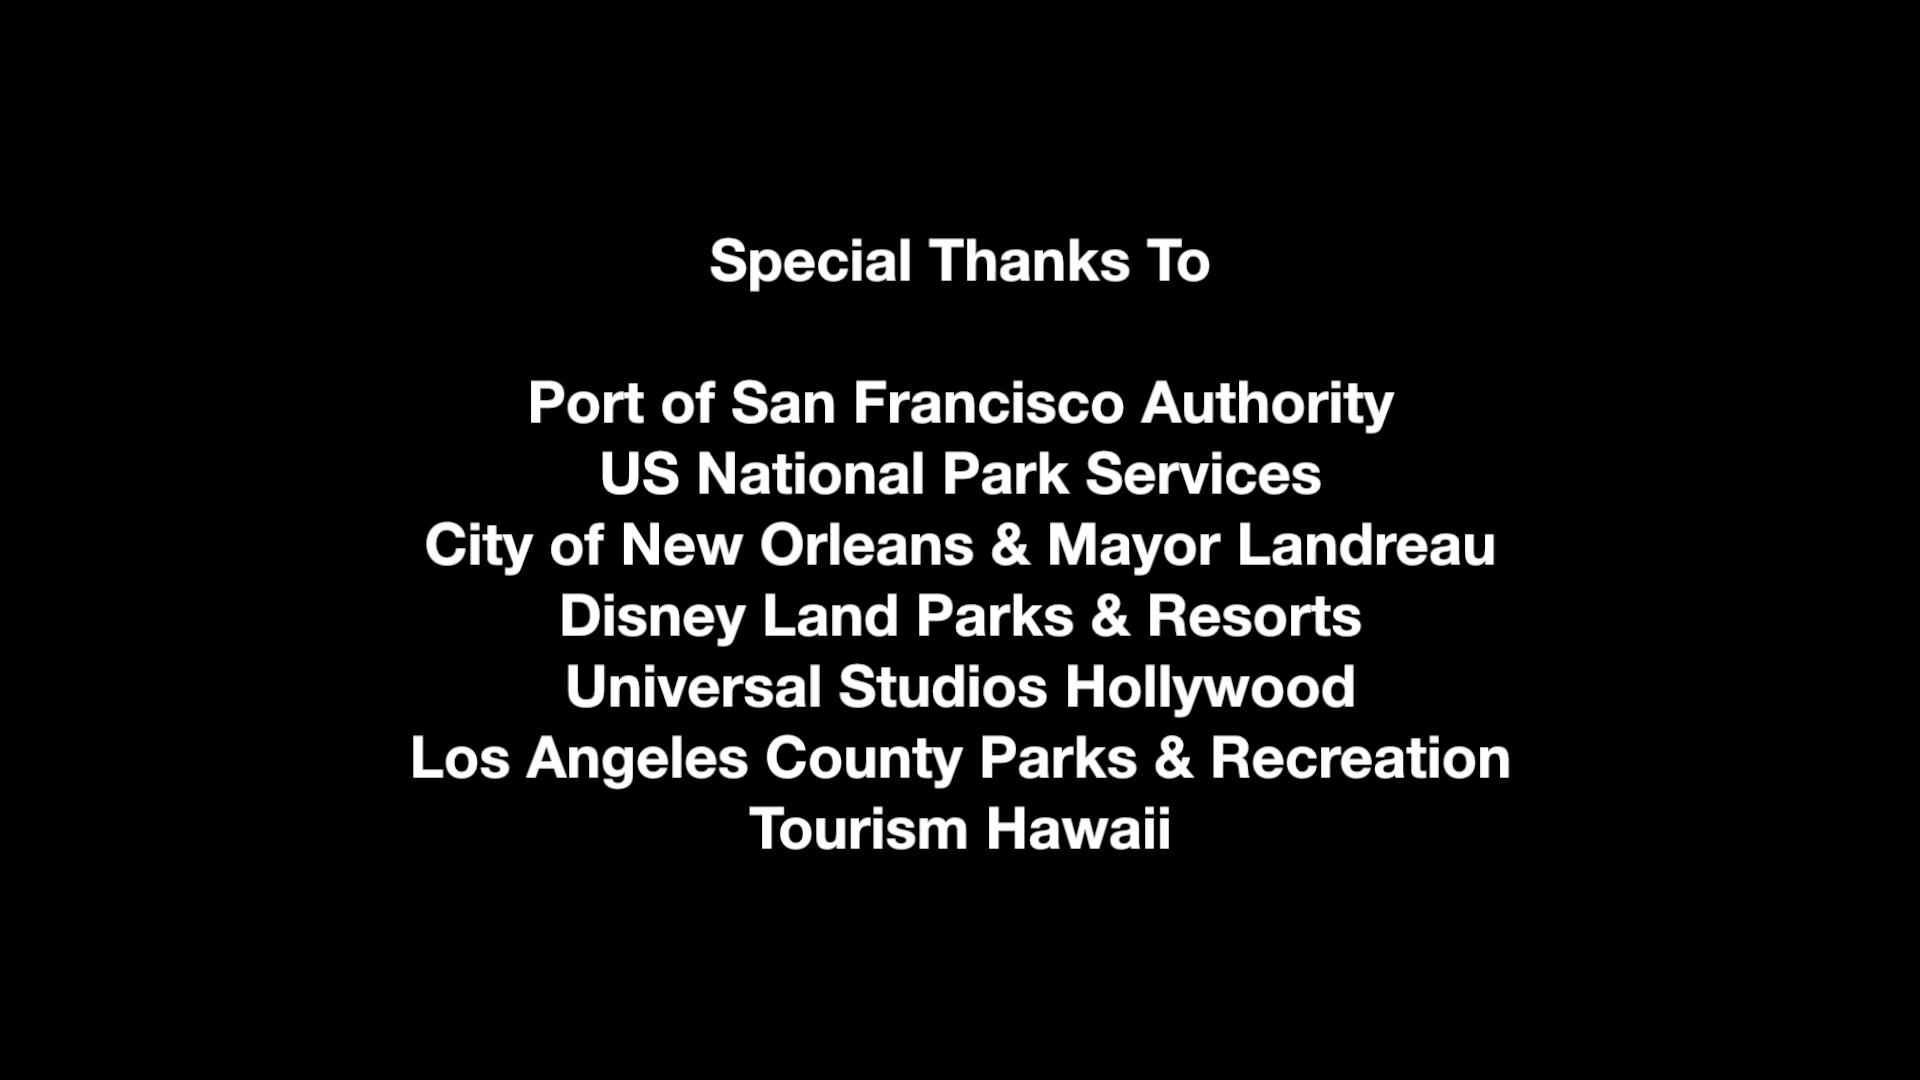 Special Thanks To
Port of San Francisco Authority
US National Park Services
City of New Orleans & Mayor Landreau
Disney Land Parks & Resorts
Universal Studios Hollywood
Los Angeles County Parks & Recreation
Tourism Hawaii